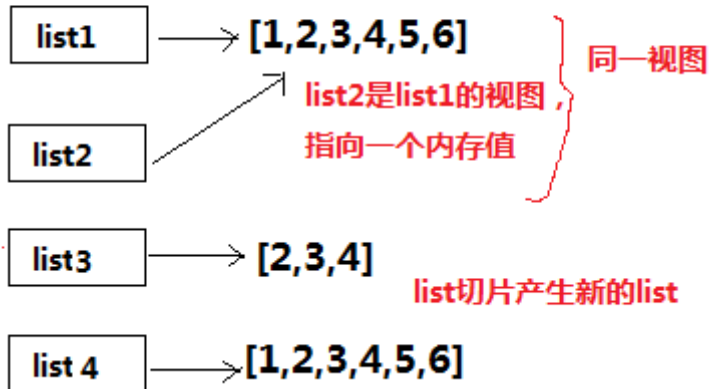 list1
[1,2,3,4,5,6]
同一视图
list2是list1的视图，
指向一个内存值
list2
list3
[2,3,4]
list切片产生新的list
list 4
[1,2,3,4,5,6]